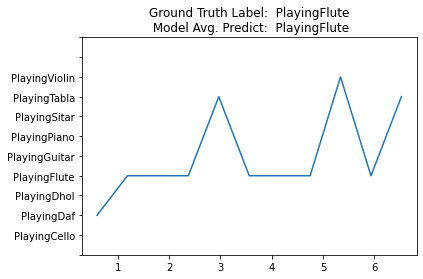 Ground Truth Label:  PlayingFlute
Model Avg. Predict:  PlayingFlute
PlayingViolin
PlayingTabla
PlayingSitar
PlayingPiano
PlayingGuitar
PlayingFlute
PlayingDhol
PlayingDaf
PlayingCello
1 2 3 4 5 6